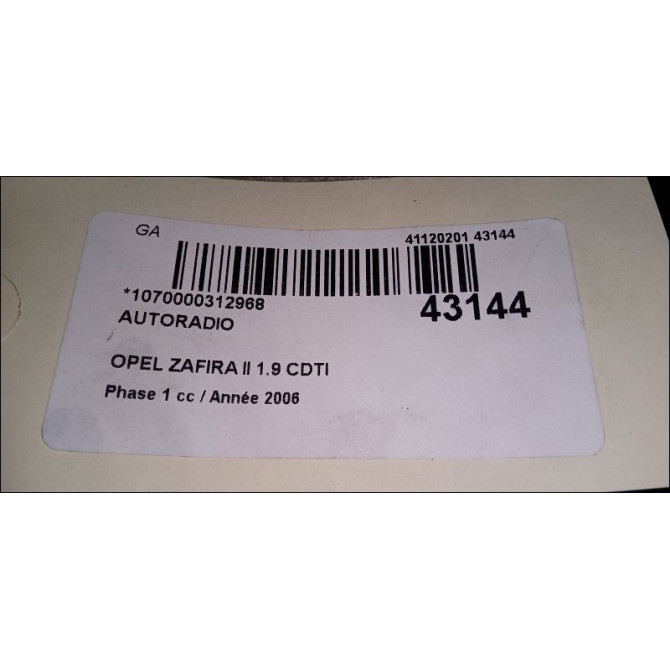 GA
41120201 43144
*1070000312968
43144
AUTORADIO
OPEL ZAFIRA II 1.9 CDTI
Phase 1 cc / Année 2006